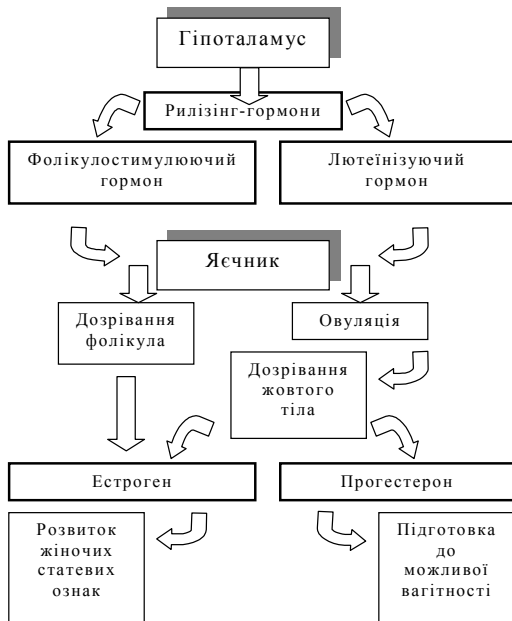 Гіпоталамус
Рилізінг-гормони
Фолікулостимулюючий
гормон
Лютеїнізуючий
гормон
Яєчник
Дозрівання
фолікула
Овуляція
Дозрівання
жовтого
тіла
Естроген
Прогестерон
Розвиток
жіночих
статевих
ознак
Підготовка
до
можливої
вагітності